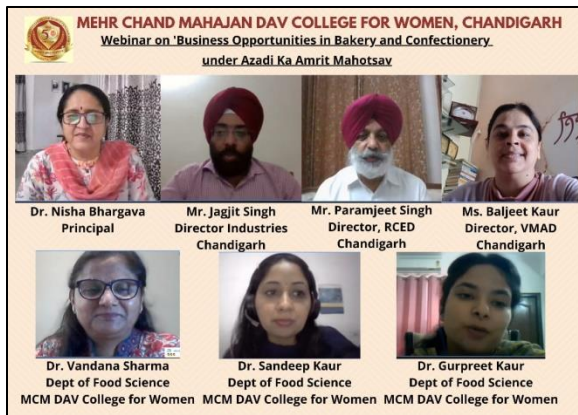 MEHR CHAND MAHAJAN DAV COLLEGE FOR WOMEN, CHANDIGARH
Webinar on 'Business Opportunities in Bakery and Confectionery
under Azadi Ka Amrit Mahotsav
Dr. Nisha Bhargava
Principal
Mr. Jagjit Singh
Director Industries
Chandigarh
Mr. Paramjeet Singh
Director, RCED
Chandigarh
Ms. Baljeet Kaur
Director, VMAD
Chandigarh
Dr. Vandana Sharma
Dept of Food Science
MCM DAV College for Women
Dr. Sandeep Kaur
Dept of Food Science
MCM DAV College for Women
Dr. Gurpreet Kaur
Dept of Food Science
MCM DAV College for Women